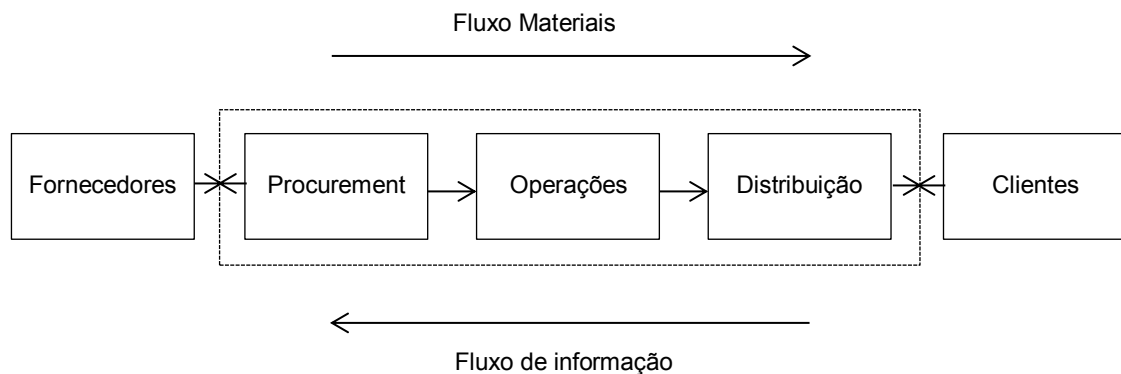 Fluxo Materiais
Fornecedores
Procurement
Operações
Distribuição
Clientes
Fluxo de informação